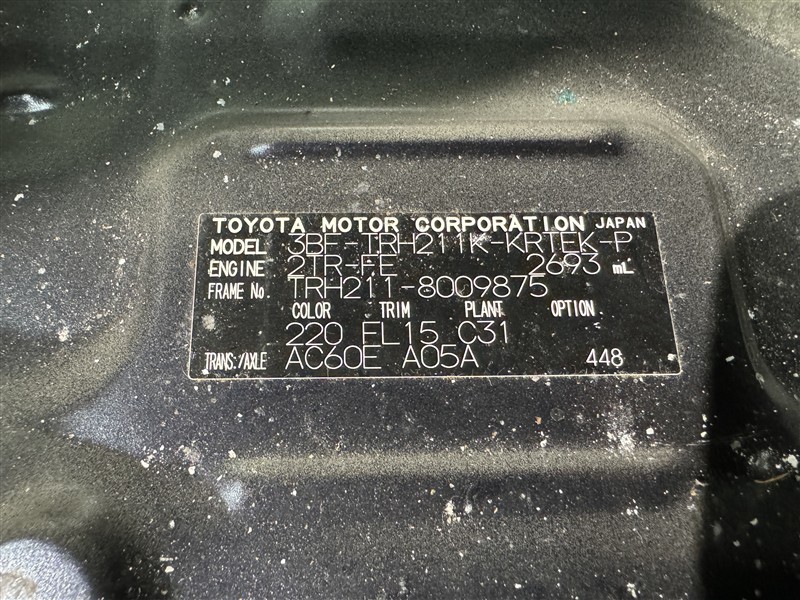 TOYOTA MOTOR CORPORATION JAPAN
MODEL 3BF-TRH211K-KRTEK-P
ENGINE 2TR-FE 2693 mL
FRAME No. TRH211-8009875
COLOR TRIM PLANT OPTION
220 FL15 C31
TRANS./AXLE AC60E A05A 448